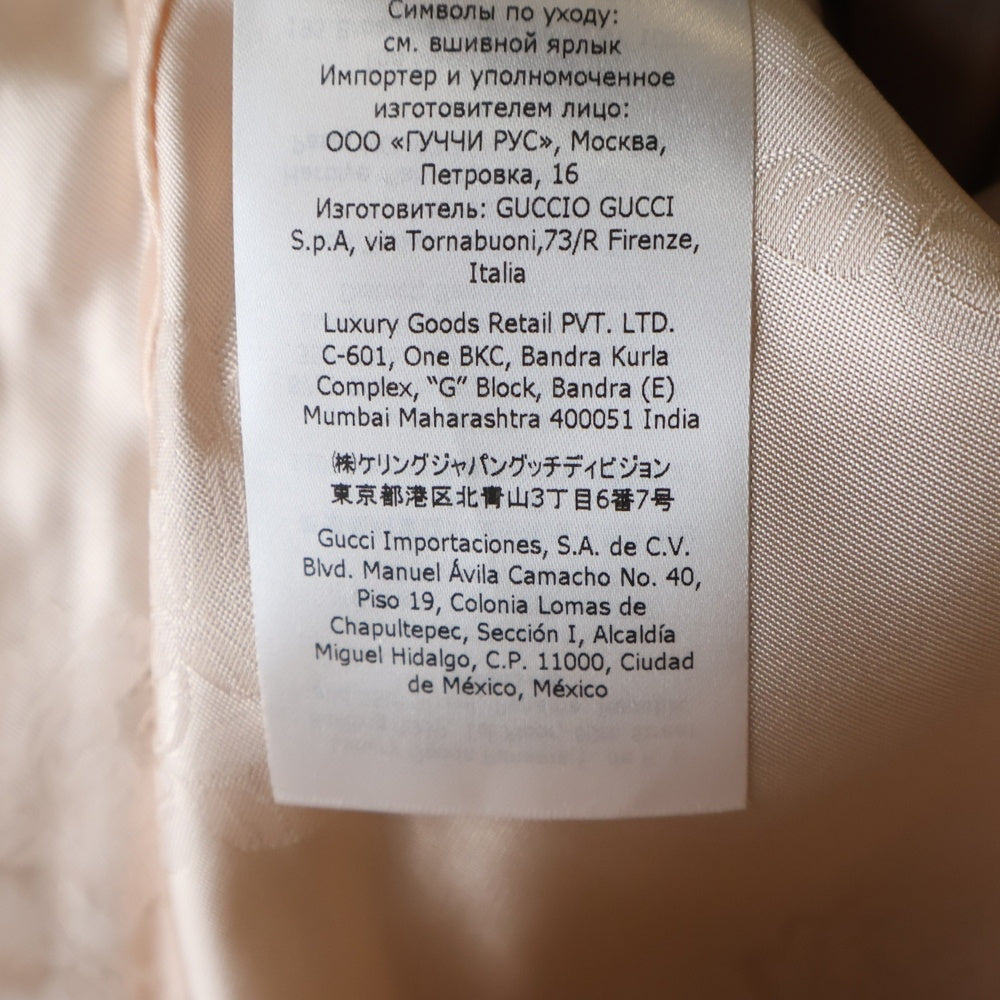 Символы по уходу:
см. вшивной ярлык
Импортер и уполномоченное
изготовителем лицо:
ООО «ГУЧЧИ РУС», Москва,
Петровка, 16
Изготовитель: GUCCIO GUCCI
S.p.A, via Tornabuoni,73/R Firenze,
Italia
Luxury Goods Retail PVT. LTD.
C-601, One BKC, Bandra Kurla
Complex, “G” Block, Bandra (E)
Mumbai Maharashtra 400051 India
㈱ケリングジャパングッチディビジョン
東京都港区北青山3丁目6番7号
Gucci Importaciones, S.A. de C.V.
Blvd. Manuel Ávila Camacho No. 40,
Piso 19, Colonia Lomas de
Chapultepec, Sección I, Alcaldía
Miguel Hidalgo, C.P. 11000, Ciudad
de México, México